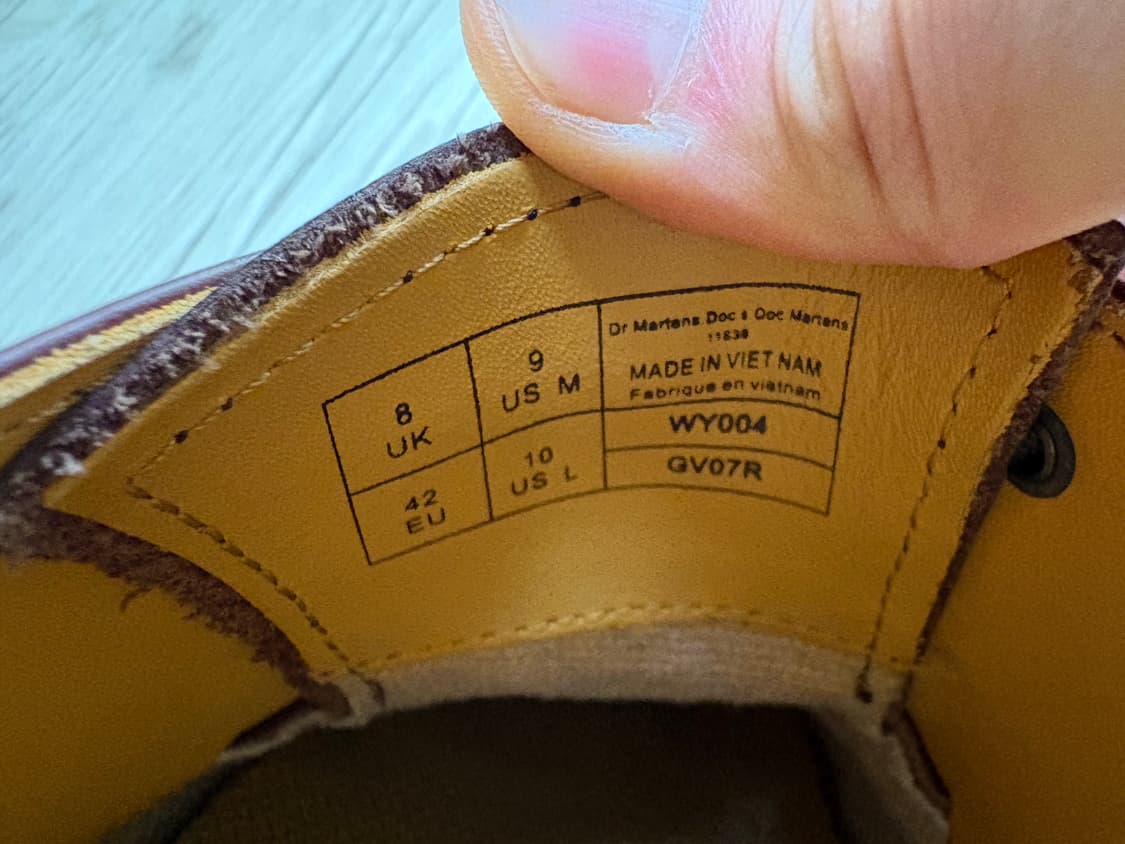 8
UK
9
US M
Dr Martens. Doc s Doc Martens
11838
MADE IN VIET NAM
Fabrique en vietnam
42
EU
10
US L
WY004
GV07R